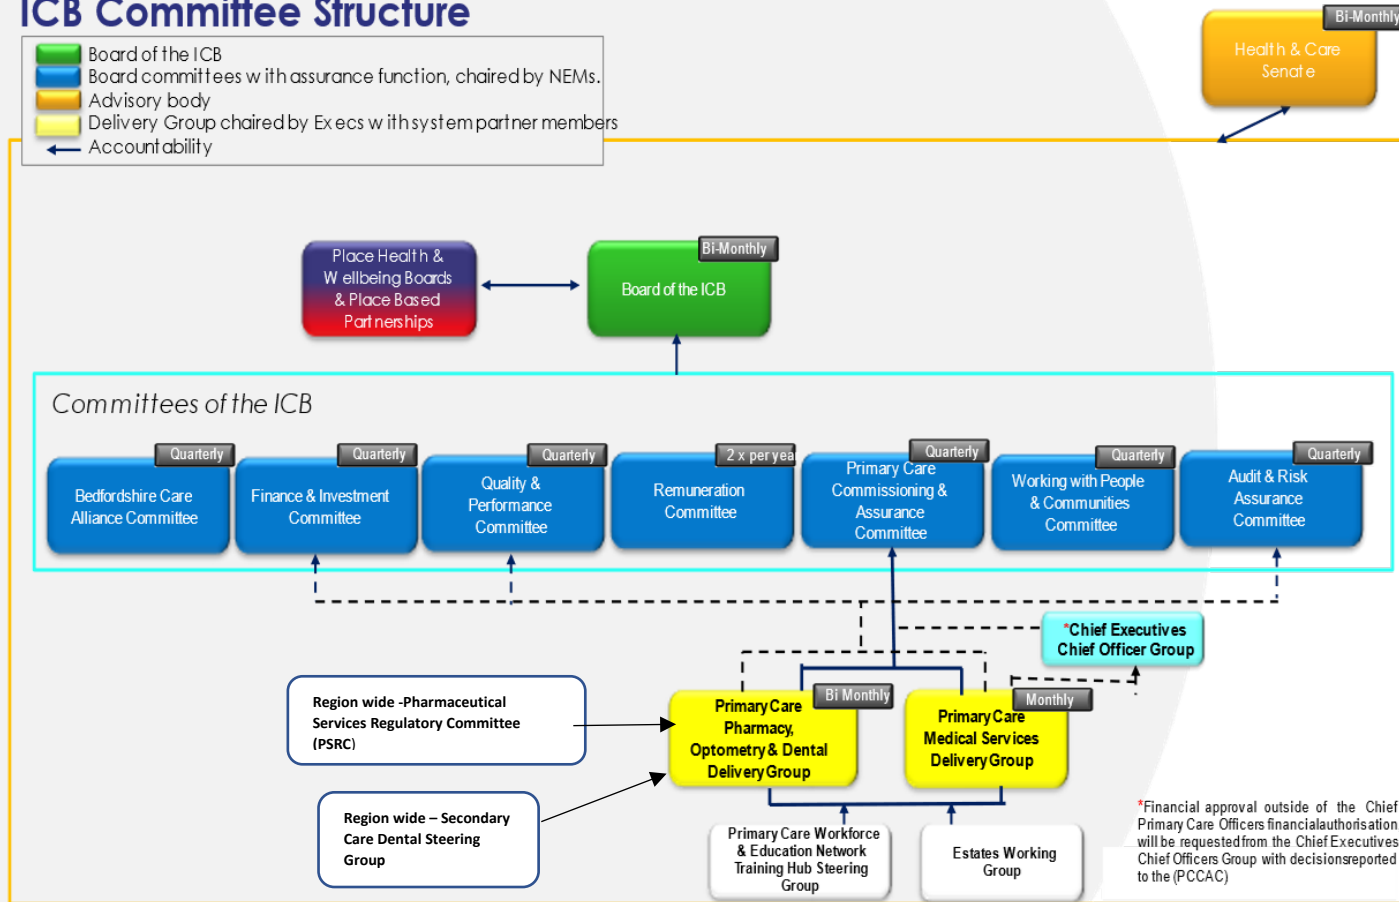 ICB Committee Structure
Board of the ICB
Board committees with assurance function, chaired by NEMs.
Advisory body
Delivery Group chaired by Execs with system partner members
Accountability
Bi-Monthly
Health & Care
Senate
Place Health &
Wellbeing Boards
& Place Based
Partnerships
Bi-Monthly
Board of the ICB
Committees of the ICB
Quarterly
Bedfordshire Care
Alliance Committee
Quarterly
Finance & Investment
Committee
Quarterly
Quality &
Performance
Committee
2 x per year
Remuneration
Committee
Quarterly
Primary Care
Commissioning &
Assurance
Committee
Quarterly
Working with People
& Communities
Committee
Quarterly
Audit & Risk
Assurance
Committee
*Chief Executives
Chief Officer Group
Region wide -Pharmaceutical
Services Regulatory Committee
(PSRC)
Bi Monthly
Primary Care
Pharmacy,
Optometry & Dental
Delivery Group
Monthly
Primary Care
Medical Services
Delivery Group
Region wide – Secondary
Care Dental Steering
Group
Primary Care Workforce
& Education Network
Training Hub Steering
Group
Estates Working
Group
*Financial approval outside of the Chief
Primary Care Officers financialauthorisation
will be requested from the Chief Executives
Chief Officers Group with decisionsreported
to the (PCCAC)